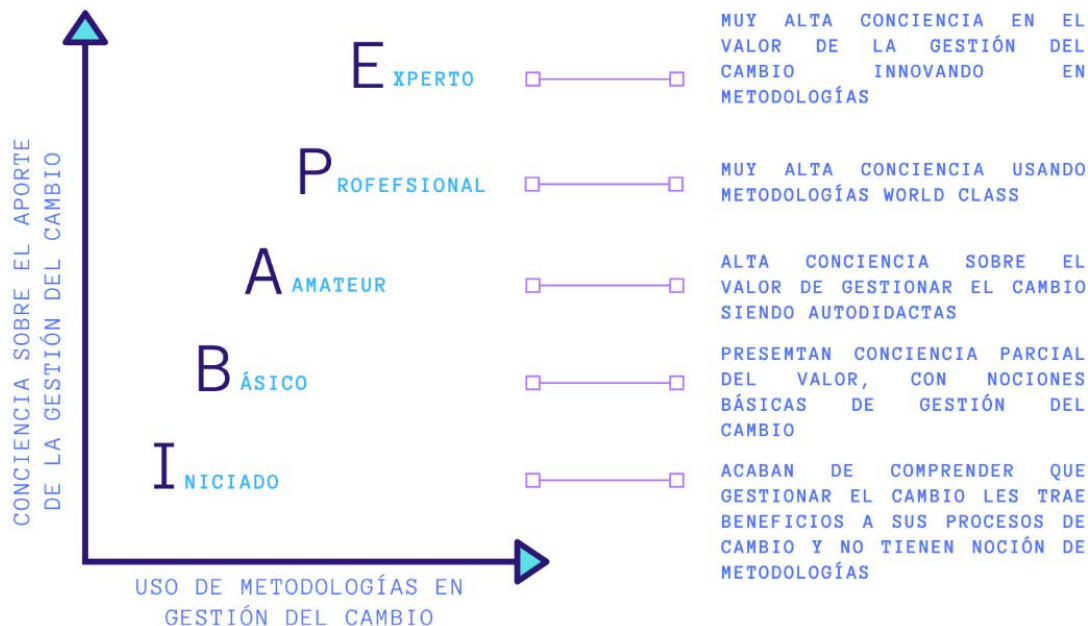 CONCIENCIA SOBRE EL APORTE
DE LA GESTIÓN DEL CAMBIO
EXPERTO
MUY ALTA CONCIENCIA EN EL
VALOR DE LA GESTIÓN DEL
CAMBIO INNOVANDO EN
METODOLOGÍAS
PROFEFSIONAL
MUY ALTA CONCIENCIA USANDO
METODOLOGÍAS WORLD CLASS
A AMATEUR
ALTA CONCIENCIA SOBRE EL
VALOR DE GESTIONAR EL CAMBIO
SIENDO AUTODIDACTAS
BÁSICO
PRESEMTAN CONCIENCIA PARCIAL
DEL VALOR, CON NOCIONES
BÁSICAS DE GESTIÓN DEL
CAMBIO
INICIADO
ACABAN DE COMPRENDER QUE
GESTIONAR EL CAMBIO LES TRAE
BENEFICIOS A SUS PROCESOS DE
CAMBIO Y NO TIENEN NOCIÓN DE
METODOLOGÍAS
USO DE METODOLOGÍAS EN
GESTIÓN DEL CAMBIO